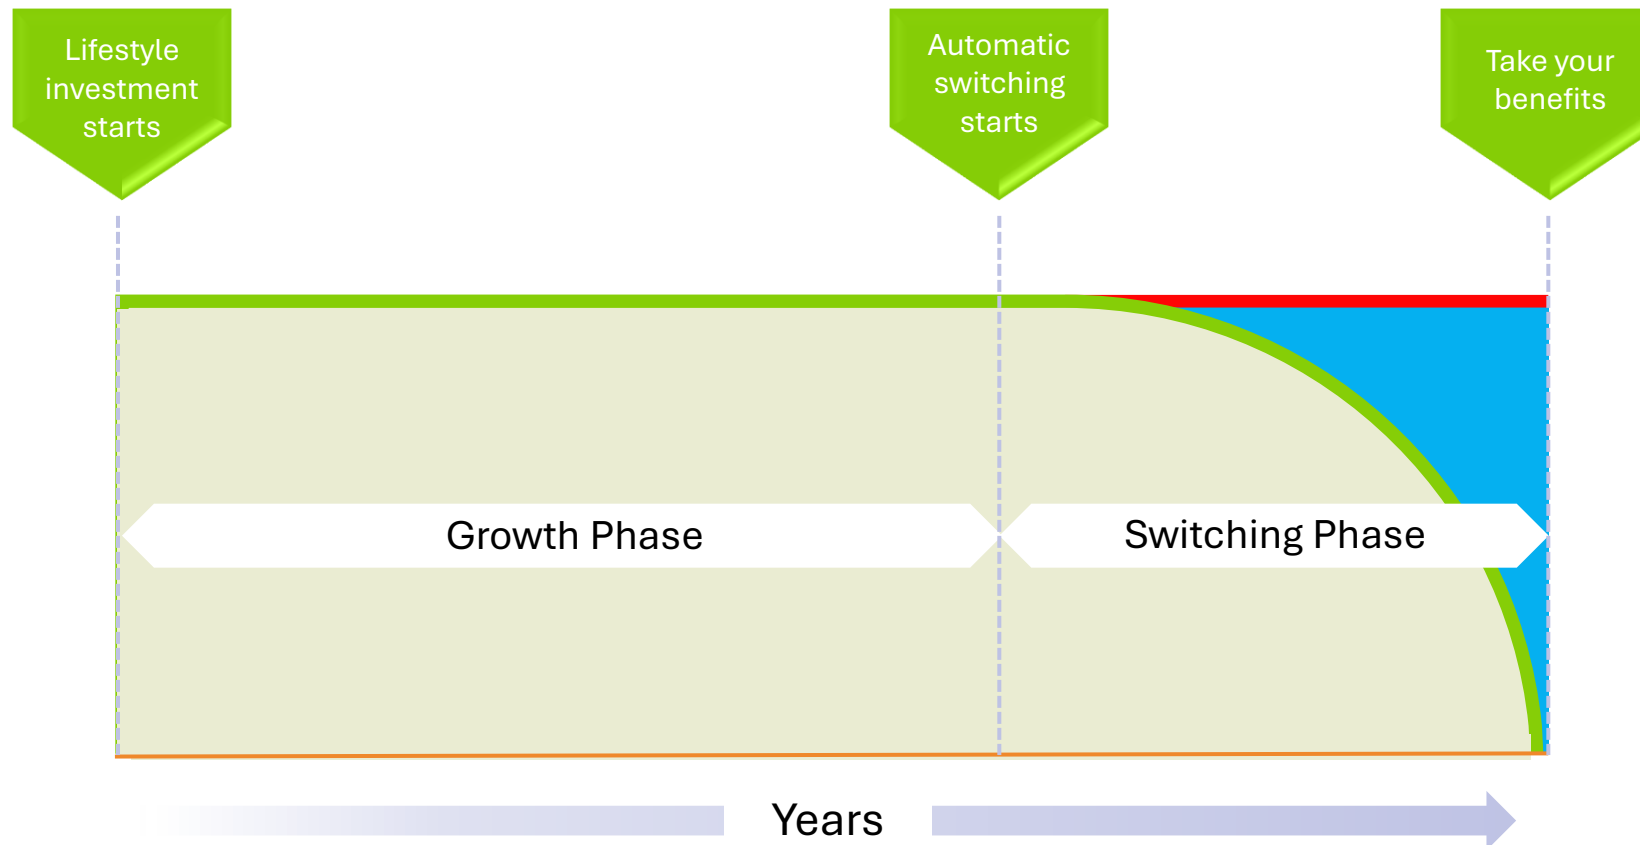 Lifestyle
investment
starts
Automatic
switching
starts
Take your
benefits
Growth Phase
Switching Phase
Years